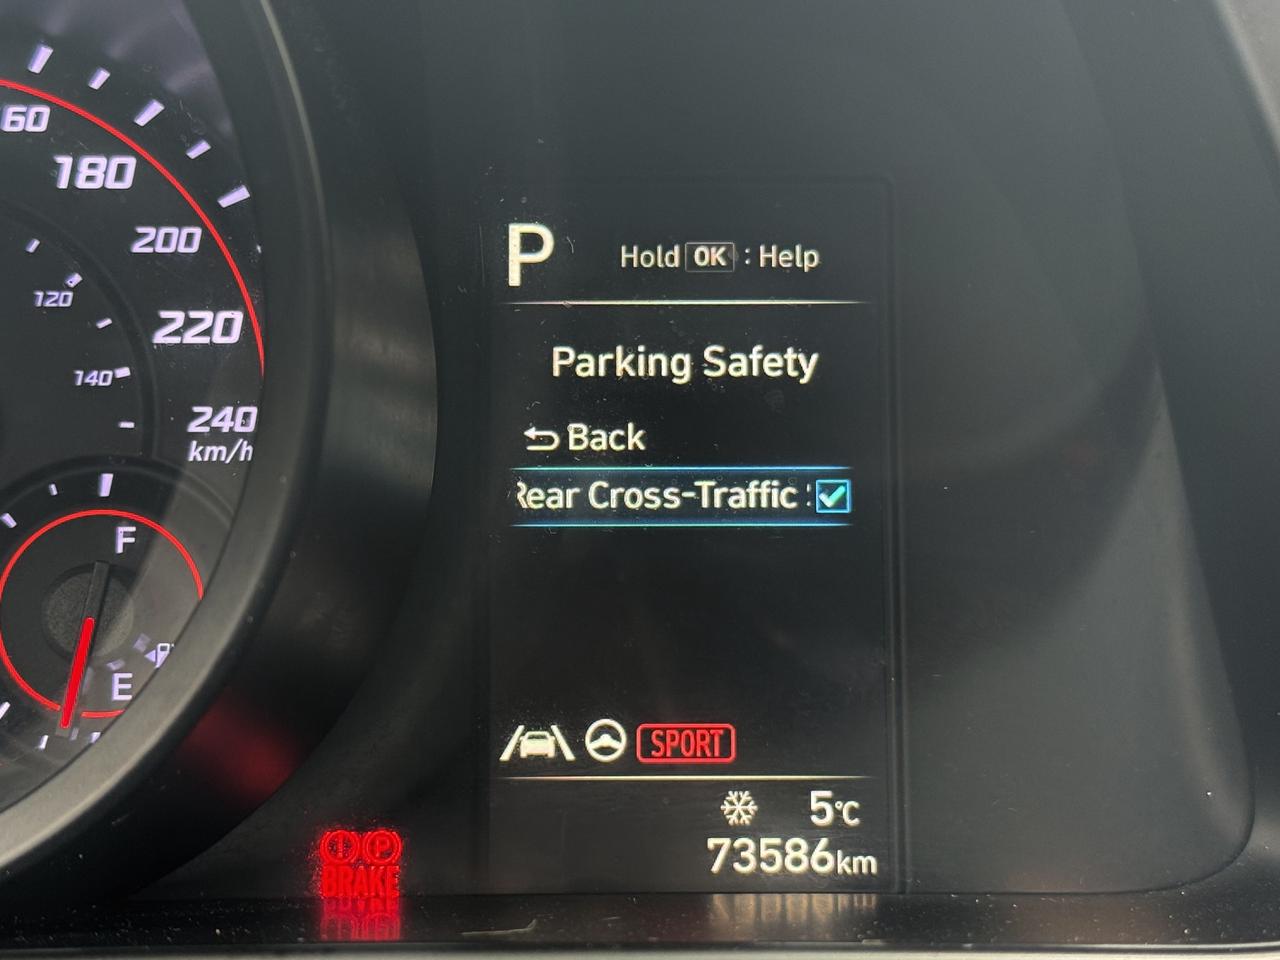 60
180
200
220
240
km/h
120
140
F
E
P
Hold OK : Help
Parking Safety
Back
Rear Cross-Traffic
SPORT
5°C
73586km
P
BRAKE